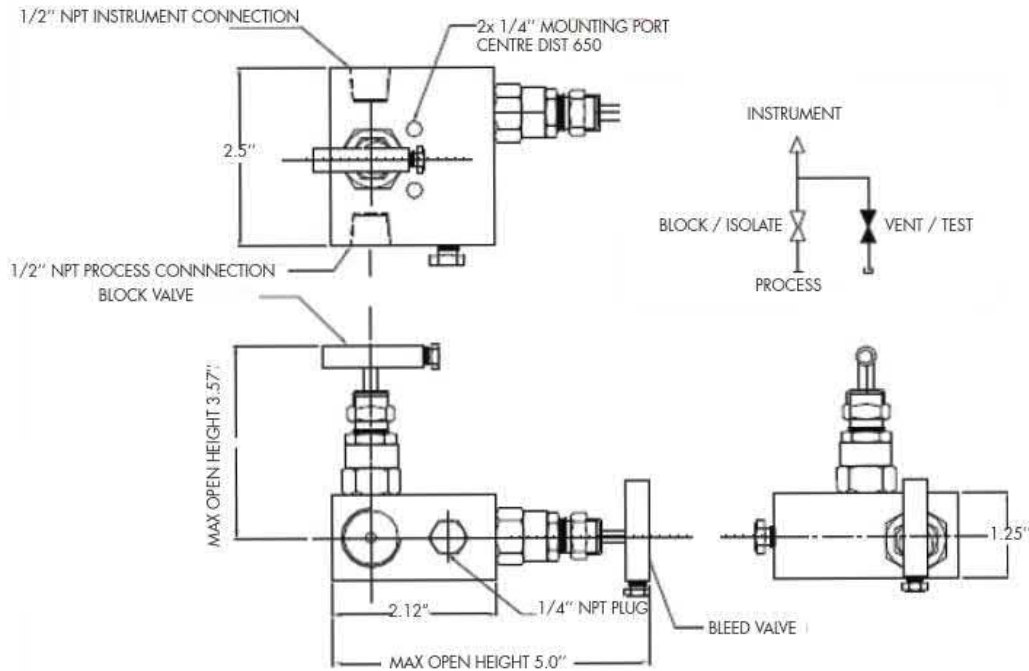 1/2" NPT INSTRUMENT CONNECTION
2x 1/4" MOUNTING PORT
CENTRE DIST 650
2.5"
INSTRUMENT
BLOCK / ISOLATE
VENT / TEST
PROCESS
1/2" NPT PROCESS CONNNECTION
BLOCK VALVE
MAX OPEN HEIGHT 3.57"
1.25"
2.12"
1/4" NPT PLUG
BLEED VALVE
MAX OPEN HEIGHT 5.0"